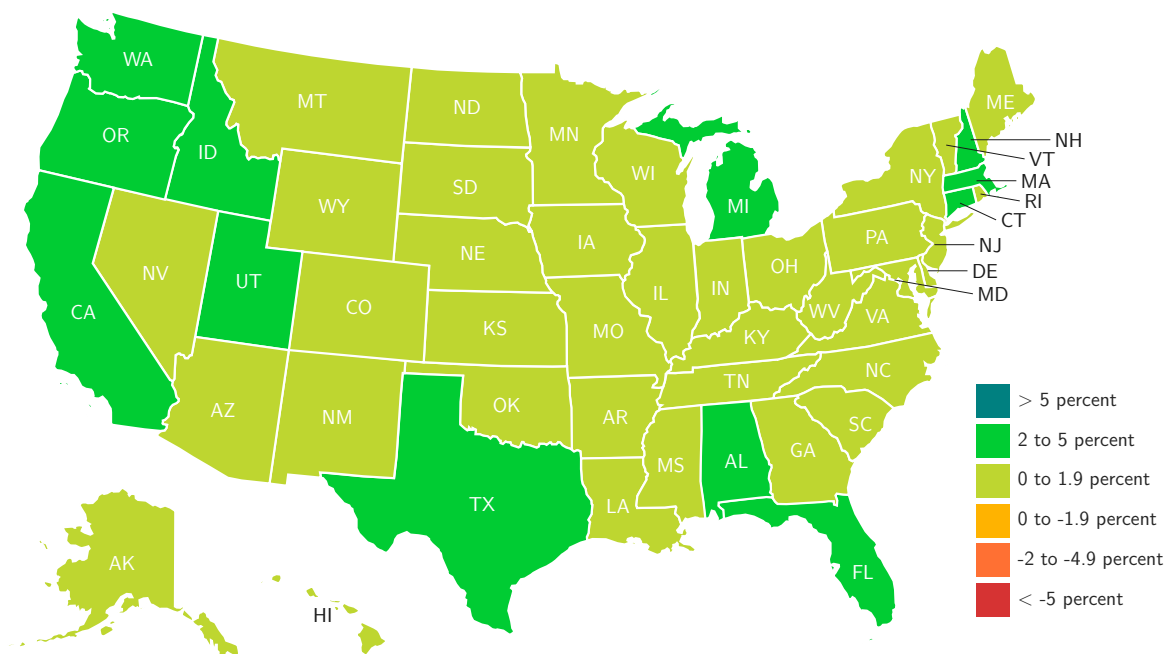 WA
OR
ID
MT
ND
MN
SD
WY
NE
IA
WI
MI
NV
UT
CO
KS
MO
IL
IN
OH
PA
NY
ME
NH
VT
MA
RI
CT
NJ
DE
MD
WV
VA
KY
CA
AZ
NM
OK
AR
TN
NC
SC
GA
AL
MS
LA
TX
FL
AK
HI
> 5 percent
2 to 5 percent
0 to 1.9 percent
0 to -1.9 percent
-2 to -4.9 percent
< -5 percent